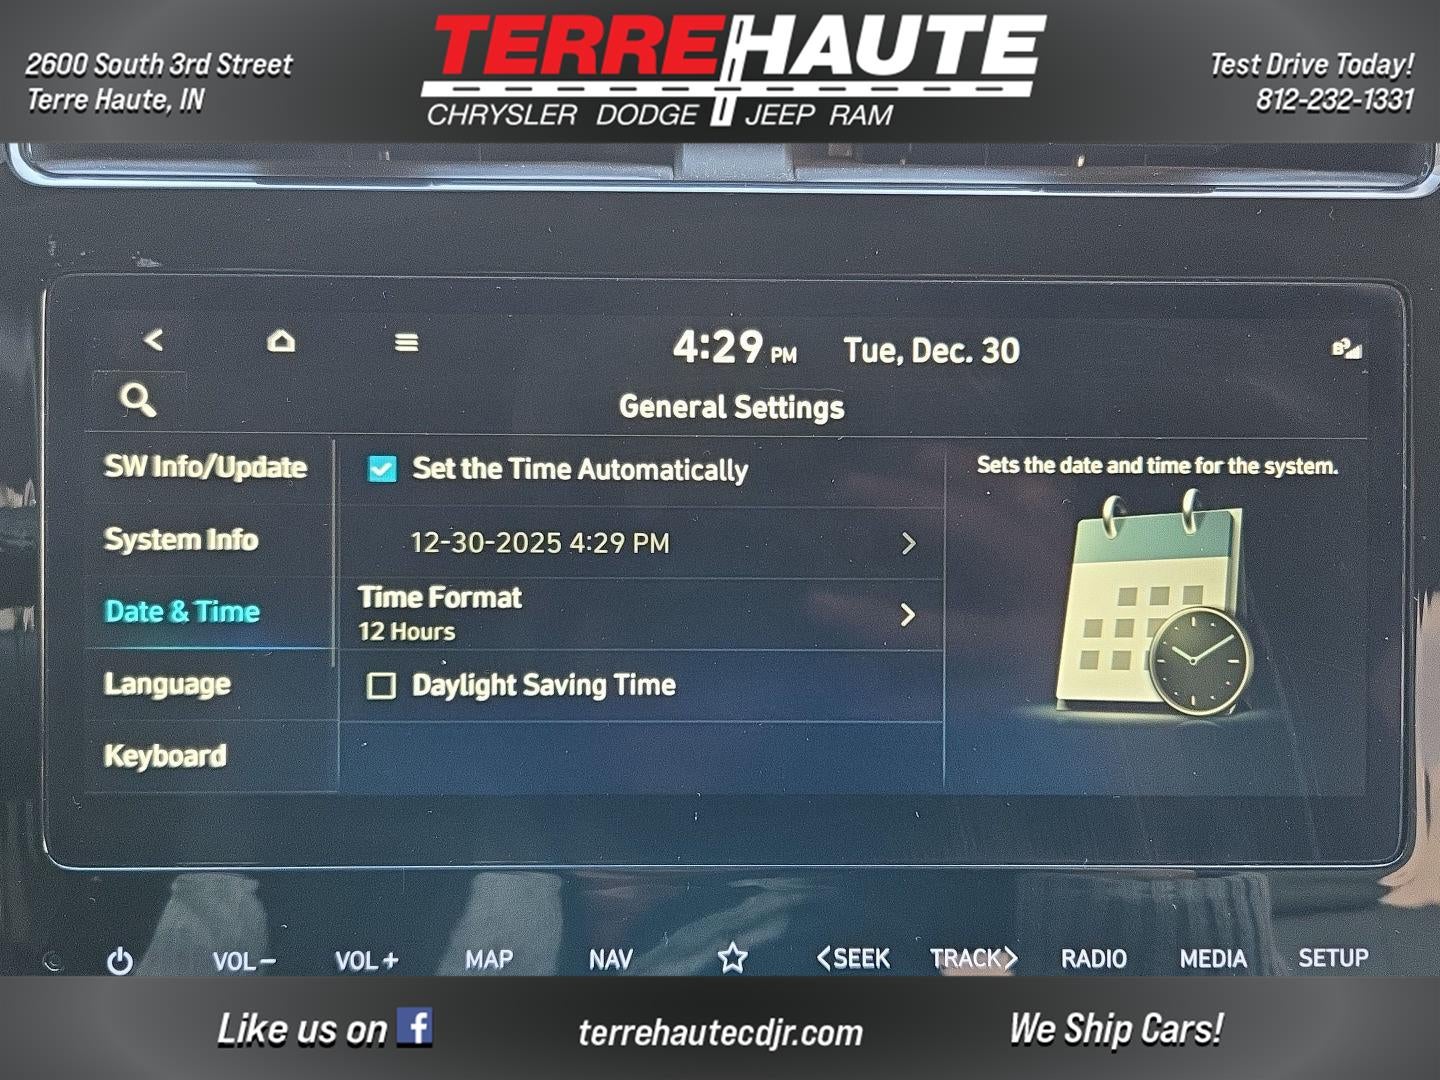 2600 South 3rd Street
Terre Haute, IN
TERRE HAUTE
CHRYSLER DODGE JEEP RAM
Test Drive Today!
812-232-1331
4:29 PM Tue, Dec. 30
General Settings
SW Info/Update
System Info
Date & Time
Language
Keyboard
Set the Time Automatically
12-30-2025 4:29 PM
Time Format
12 Hours
Daylight Saving Time
Sets the date and time for the system.
VOL− VOL+ MAP NAV <SEEK TRACK> RADIO MEDIA SETUP
Like us on f
terrehautecdjr.com
We Ship Cars!